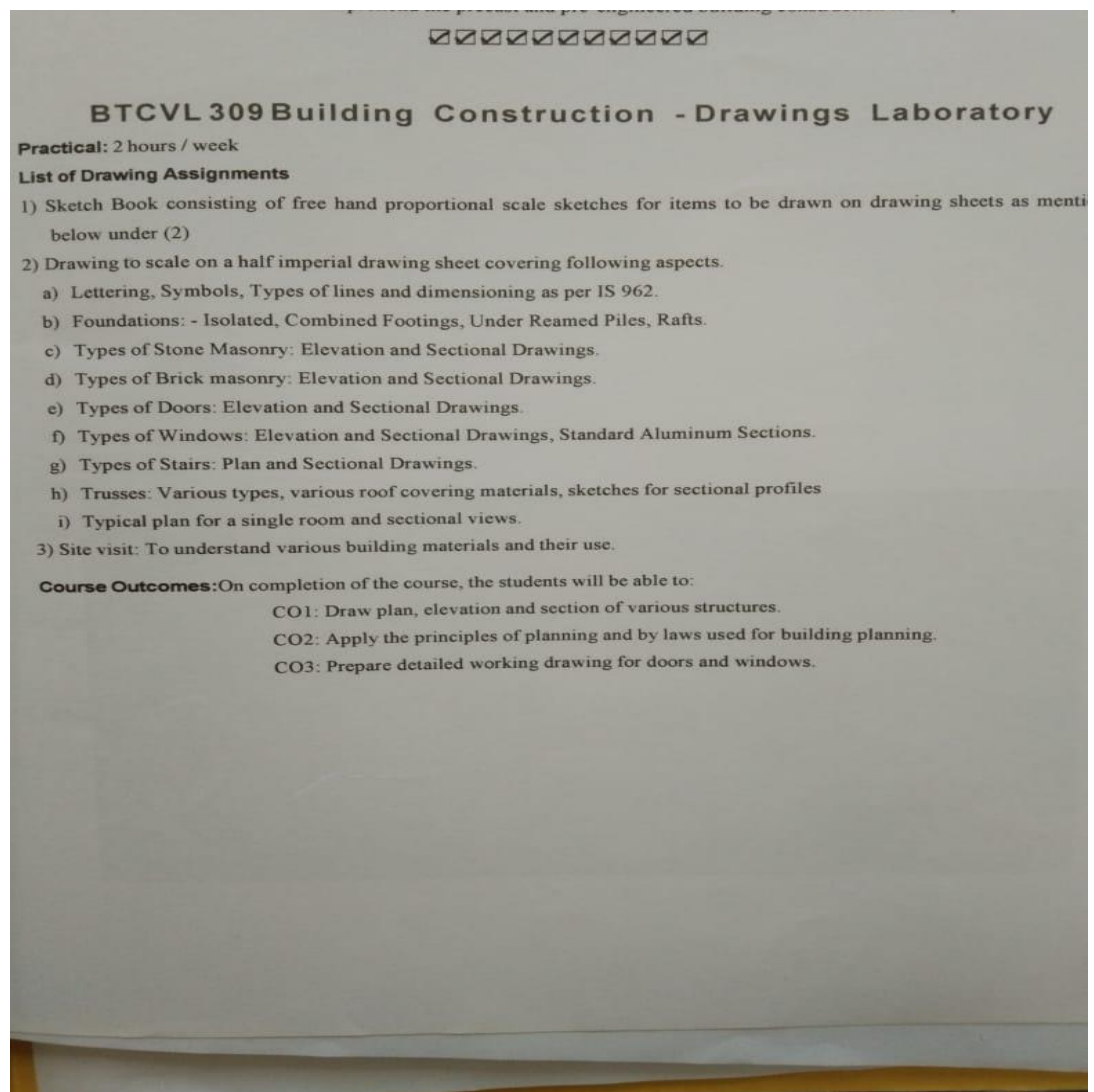 ☑☑☑☑☑☑☑☑☑☑☑
BTCVL 309 Building Construction - Drawings Laboratory
Practical: 2 hours / week
List of Drawing Assignments
1) Sketch Book consisting of free hand proportional scale sketches for items to be drawn on drawing sheets as menti
below under (2)
2) Drawing to scale on a half imperial drawing sheet covering following aspects.
a) Lettering, Symbols, Types of lines and dimensioning as per IS 962.
b) Foundations: - Isolated, Combined Footings, Under Reamed Piles, Rafts.
c) Types of Stone Masonry: Elevation and Sectional Drawings.
d) Types of Brick masonry: Elevation and Sectional Drawings.
e) Types of Doors: Elevation and Sectional Drawings.
f) Types of Windows: Elevation and Sectional Drawings, Standard Aluminum Sections.
g) Types of Stairs: Plan and Sectional Drawings.
h) Trusses: Various types, various roof covering materials, sketches for sectional profiles
i) Typical plan for a single room and sectional views.
3) Site visit: To understand various building materials and their use.
Course Outcomes:On completion of the course, the students will be able to:
CO1: Draw plan, elevation and section of various structures.
CO2: Apply the principles of planning and by laws used for building planning.
CO3: Prepare detailed working drawing for doors and windows.